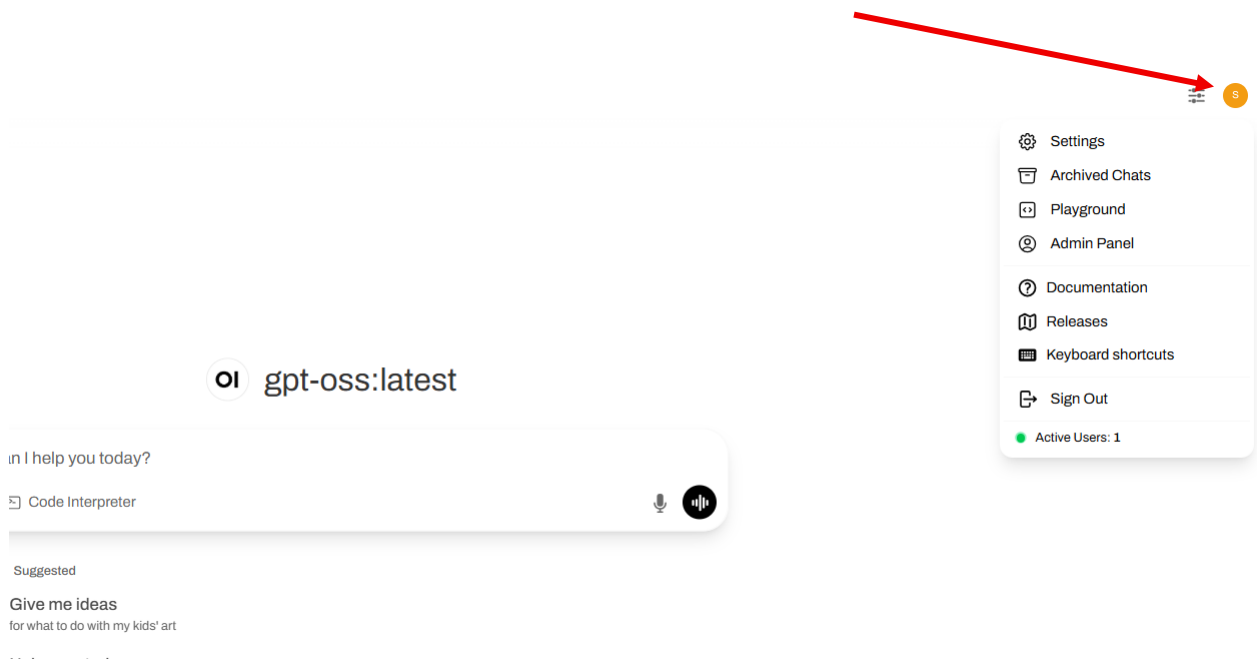 S
Settings
Archived Chats
Playground
Admin Panel
Documentation
Releases
Keyboard shortcuts
Sign Out
Active Users: 1
OI gpt-oss:latest
an I help you today?
Code Interpreter
Suggested
Give me ideas
for what to do with my kids' art